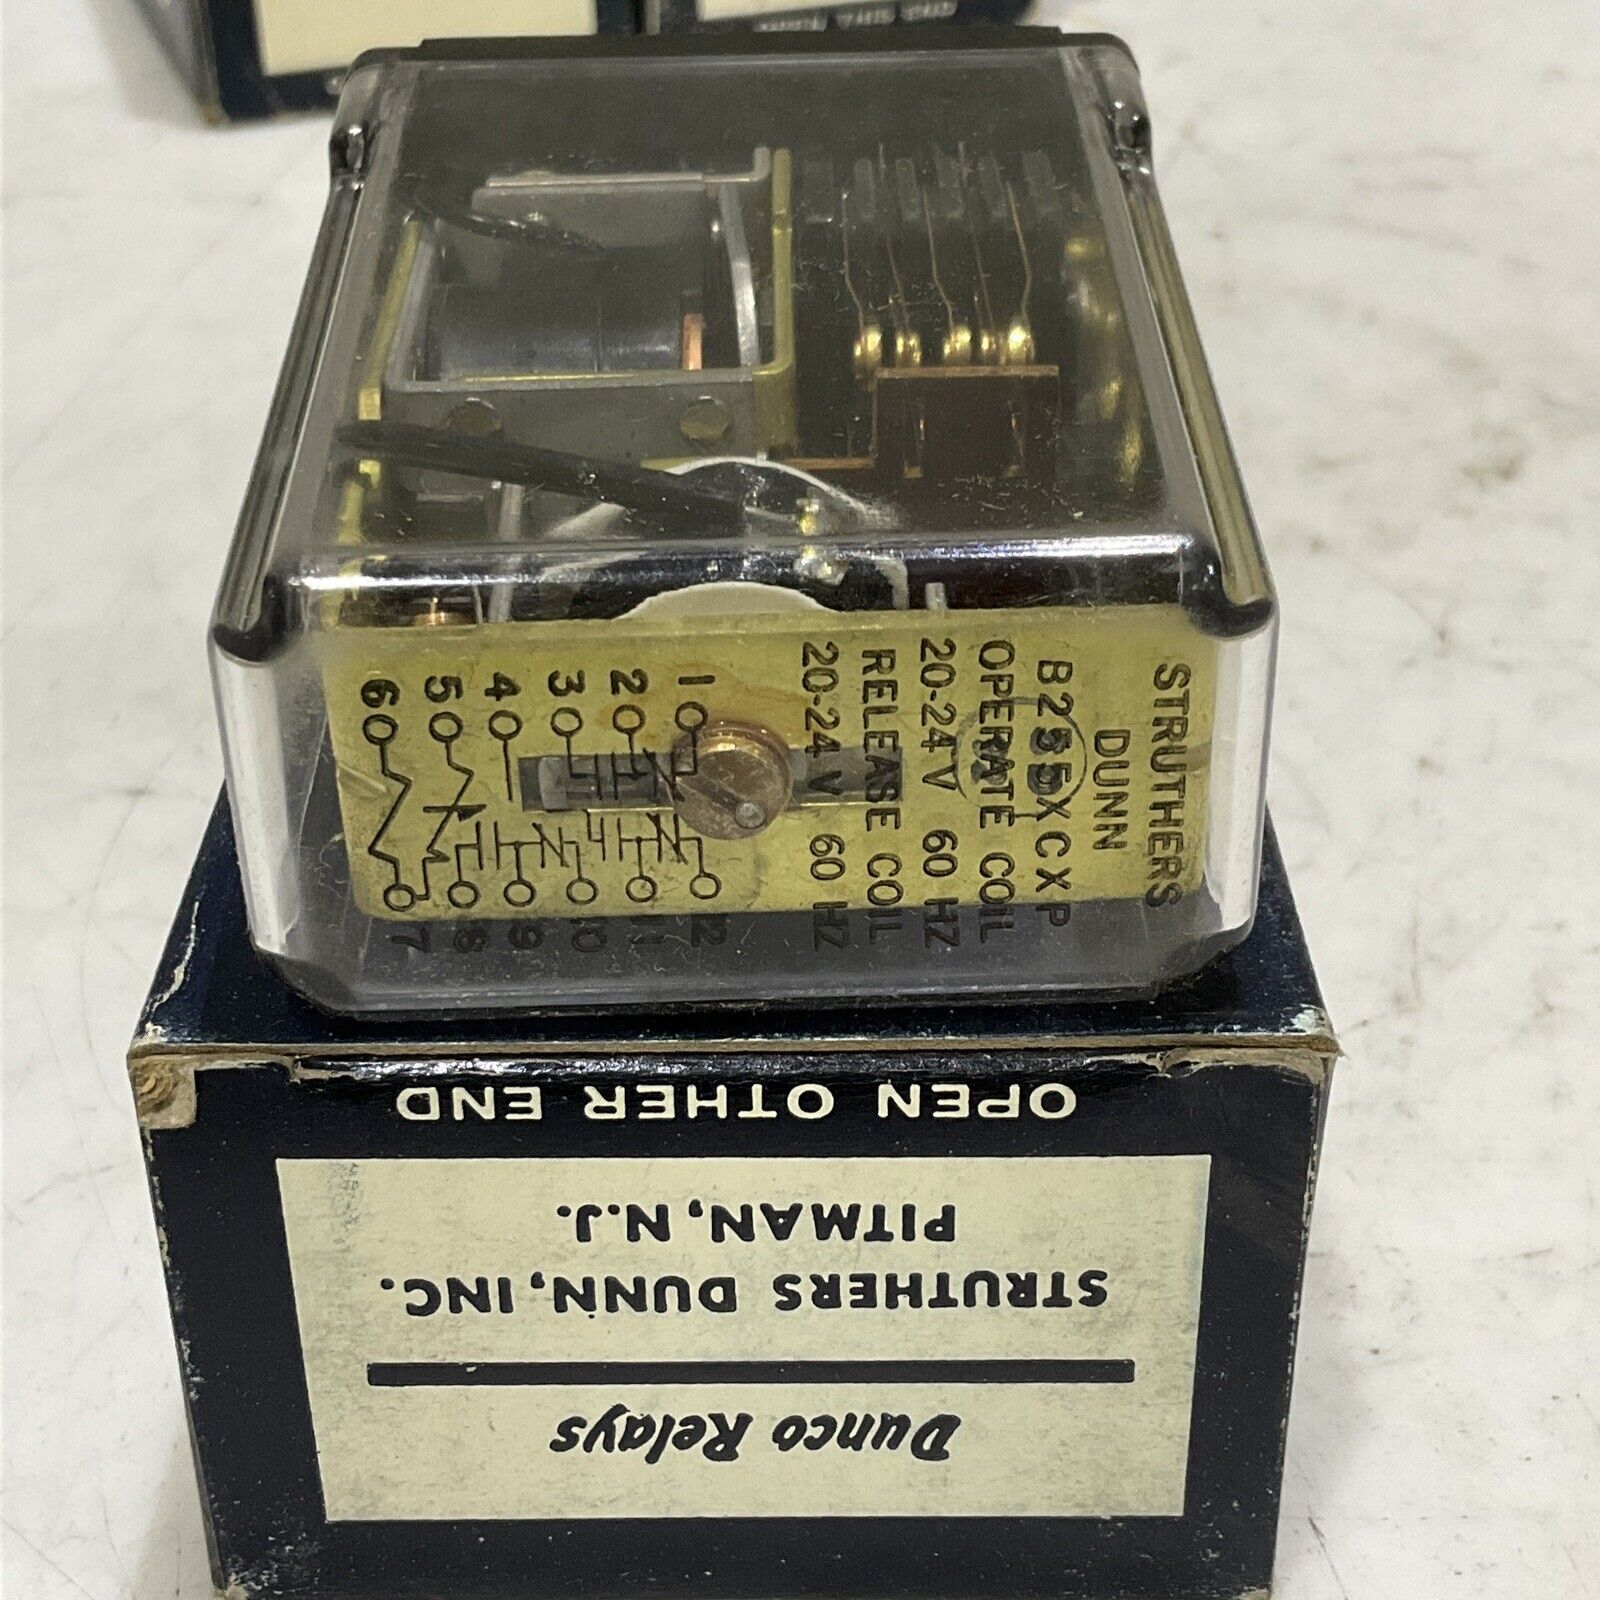 STRUTHERS
DUNN
B255XCXP
OPERATE COIL
20-24V 60 HZ
RELEASE COIL
20-24V 60 HZ
1 2 3 4 5 6
12 11 10 9 8 7
OPEN OTHER END
Dunco Relays
STRUTHERS DUNN, INC.
PITMAN, N.J.